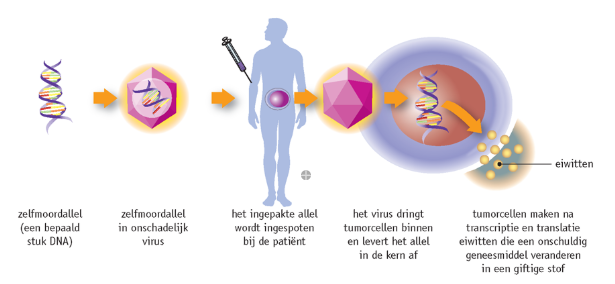 eiwitten
zelfmoordallel
(een bepaald
stuk DNA)
zelfmoordallel
in onschadelijk
virus
het ingepakte allel
wordt ingespoten
bij de patiënt
het virus dringt
tumorcellen binnen
en levert het allel
in de kern af
tumorcellen maken na
transcriptie en translatie
eiwitten die een onschuldig
geneesmiddel veranderen
in een giftige stof